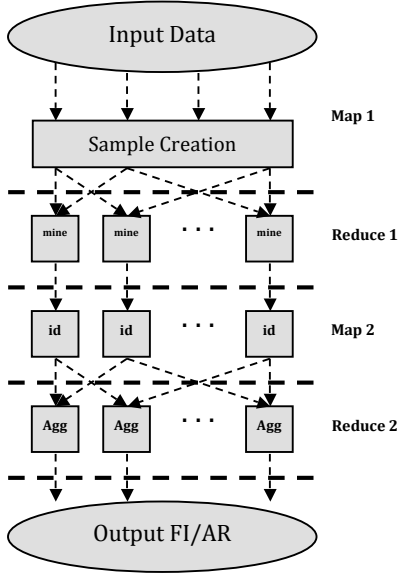 Input Data
Map 1
Sample Creation
mine mine . . . mine
Reduce 1
id id . . . id
Map 2
Agg Agg . . . Agg
Reduce 2
Output FI/AR